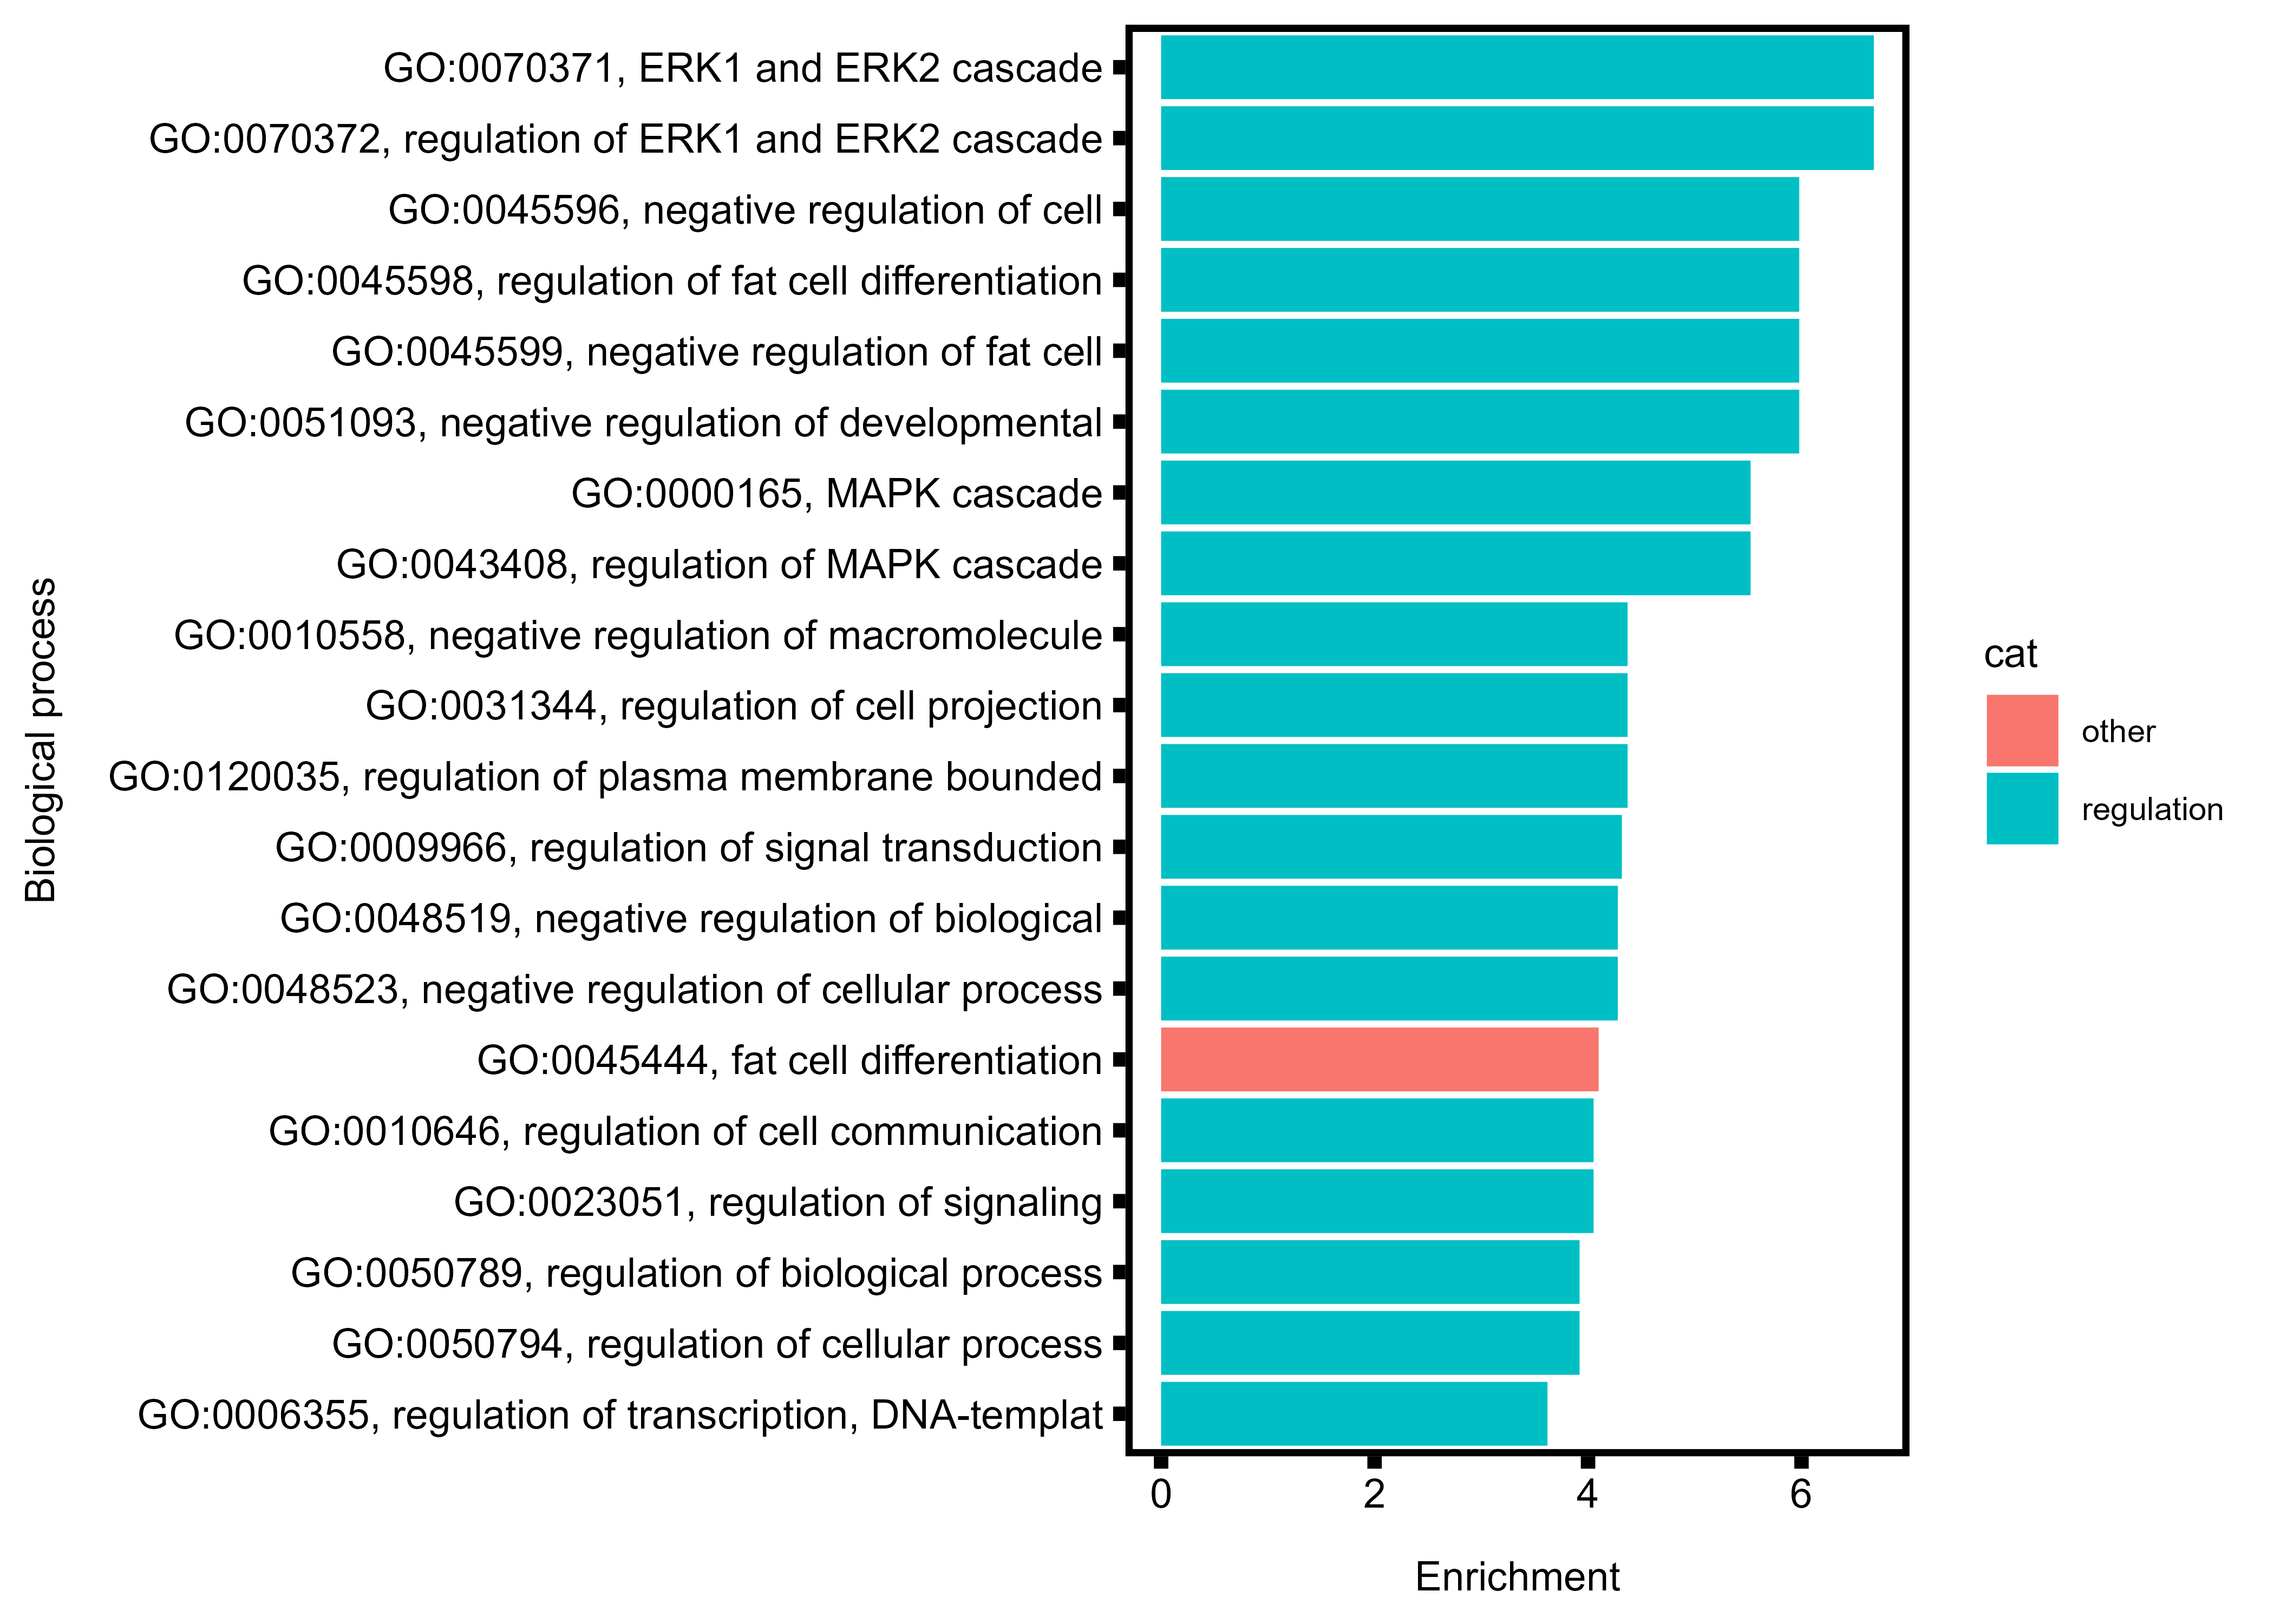 GO:0070371, ERK1 and ERK2 cascade
GO:0070372, regulation of ERK1 and ERK2 cascade
GO:0045596, negative regulation of cell
GO:0045598, regulation of fat cell differentiation
GO:0045599, negative regulation of fat cell
GO:0051093, negative regulation of developmental
GO:0000165, MAPK cascade
GO:0043408, regulation of MAPK cascade
GO:0010558, negative regulation of macromolecule
GO:0031344, regulation of cell projection
GO:0120035, regulation of plasma membrane bounded
GO:0009966, regulation of signal transduction
GO:0048519, negative regulation of biological
GO:0048523, negative regulation of cellular process
GO:0045444, fat cell differentiation
GO:0010646, regulation of cell communication
GO:0023051, regulation of signaling
GO:0050789, regulation of biological process
GO:0050794, regulation of cellular process
GO:0006355, regulation of transcription, DNA-templat
Biological process
0 2 4 6
Enrichment
cat
other
regulation